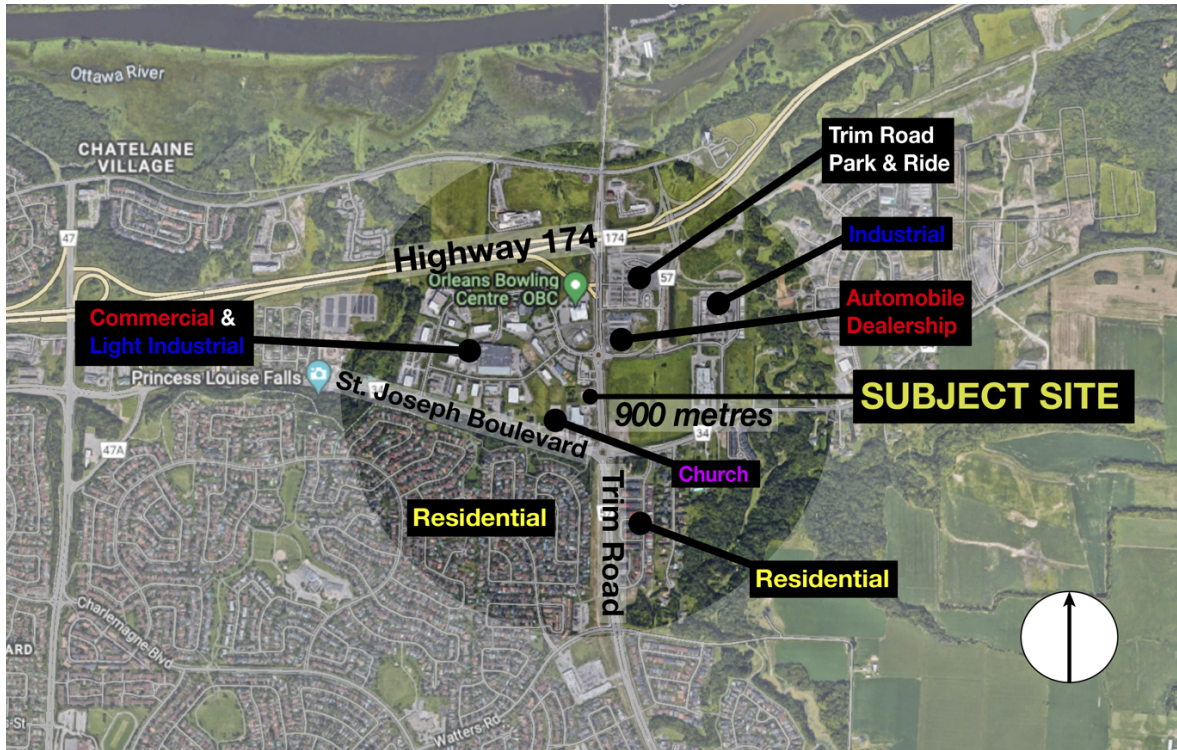 Ottawa River
CHATELAINE
VILLAGE
Trim Road
Park & Ride
47
174
Highway 174
Industrial
57
Orleans Bowling
Centre - OBC
Automobile
Dealership
Commercial &
Light Industrial
Princess Louise Falls
SUBJECT SITE
St. Joseph Boulevard
900 metres
34
47A
Church
Residential
Trim Road
Residential
Charlemagne Blvd
ARD
Watters Rd